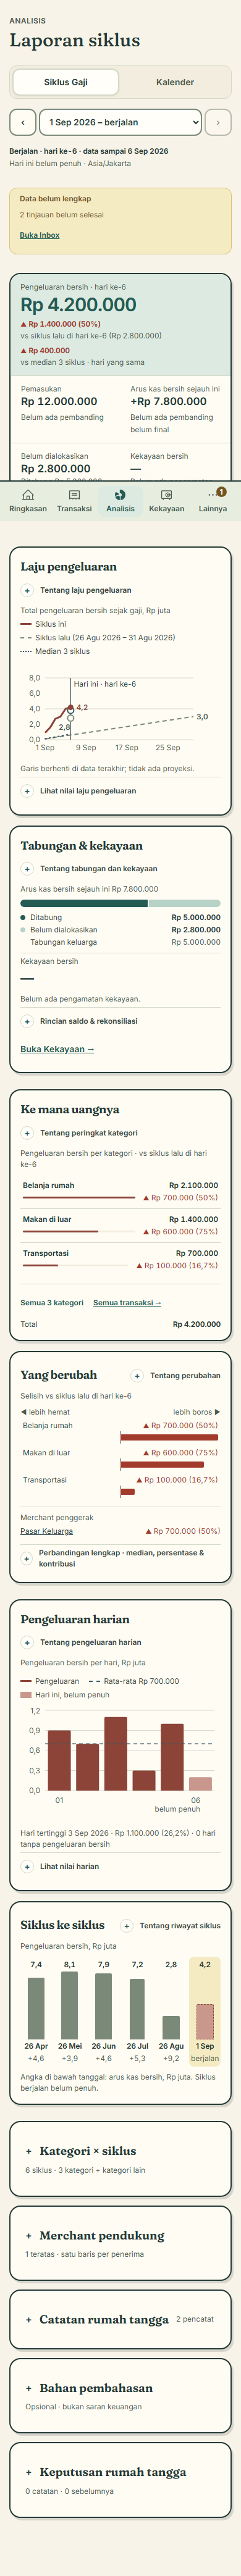 ANALISIS
Laporan siklus
Siklus Gaji
Kalender
‹
1 Sep 2026 – berjalan
›
Berjalan · hari ke-6 · data sampai 6 Sep 2026
Hari ini belum penuh · Asia/Jakarta
Data belum lengkap
2 tinjauan belum selesai
Buka Inbox
Pengeluaran bersih · hari ke-6
Rp 4.200.000
▲ Rp 1.400.000 (50%)
vs siklus lalu di hari ke-6 (Rp 2.800.000)
▲ Rp 400.000
vs median 3 siklus · hari yang sama
Pemasukan
Rp 12.000.000
Belum ada pembanding
Arus kas bersih sejauh ini
+Rp 7.800.000
Belum ada pembanding
belum final
Belum dialokasikan
Rp 2.800.000
Kekayaan bersih
—
Ringkasan
Transaksi
Analisis
Kekayaan
Lainnya
1
Laju pengeluaran
+ Tentang laju pengeluaran
Total pengeluaran bersih sejak gaji, Rp juta
Siklus ini
Siklus lalu (26 Agu 2026 – 31 Agu 2026)
Median 3 siklus
8,0
6,0
4,0
2,0
0,0
Hari ini · hari ke-6
4,2
2,8
3,0
1 Sep
9 Sep
17 Sep
25 Sep
Garis berhenti di data terakhir; tidak ada proyeksi.
+ Lihat nilai laju pengeluaran
Tabungan & kekayaan
+ Tentang tabungan dan kekayaan
Arus kas bersih sejauh ini Rp 7.800.000
Ditabung Rp 5.000.000
Belum dialokasikan Rp 2.800.000
Tabungan keluarga Rp 5.000.000
Kekayaan bersih
—
Belum ada pengamatan kekayaan.
+ Rincian saldo & rekonsiliasi
Buka Kekayaan →
Ke mana uangnya
+ Tentang peringkat kategori
Pengeluaran bersih per kategori · vs siklus lalu di hari
ke-6
Belanja rumah Rp 2.100.000
▲ Rp 700.000 (50%)
Makan di luar Rp 1.400.000
▲ Rp 600.000 (75%)
Transportasi Rp 700.000
▲ Rp 100.000 (16,7%)
Semua 3 kategori Semua transaksi →
Total Rp 4.200.000
Yang berubah
+ Tentang perubahan
Selisih vs siklus lalu di hari ke-6
◀ lebih hemat lebih boros ▶
Belanja rumah ▲ Rp 700.000 (50%)
Makan di luar ▲ Rp 600.000 (75%)
Transportasi ▲ Rp 100.000 (16,7%)
Merchant penggerak
Pasar Keluarga ▲ Rp 700.000 (50%)
+ Perbandingan lengkap · median, persentase &
kontribusi
Pengeluaran harian
+ Tentang pengeluaran harian
Pengeluaran bersih per hari, Rp juta
Pengeluaran
Rata-rata Rp 700.000
Hari ini, belum penuh
1,2
0,9
0,6
0,3
0,0
01
06
belum penuh
Hari tertinggi 3 Sep 2026 · Rp 1.100.000 (26,2%) · 0 hari
tanpa pengeluaran bersih
+ Lihat nilai harian
Siklus ke siklus
+ Tentang riwayat siklus
Pengeluaran bersih, Rp juta
7,4 8,1 7,9 7,2 2,8 4,2
26 Apr 26 Mei 26 Jun 26 Jul 26 Agu 1 Sep
+4,6 +3,9 +4,6 +5,3 +9,2 berjalan
Angka di bawah tanggal: arus kas bersih, Rp juta. Siklus
berjalan belum penuh.
+ Kategori × siklus
6 siklus · 3 kategori + kategori lain
+ Merchant pendukung
1 teratas · satu baris per penerima
+ Catatan rumah tangga 2 pencatat
+ Bahan pembahasan
Opsional · bukan saran keuangan
+ Keputusan rumah tangga
0 catatan · 0 sebelumnya